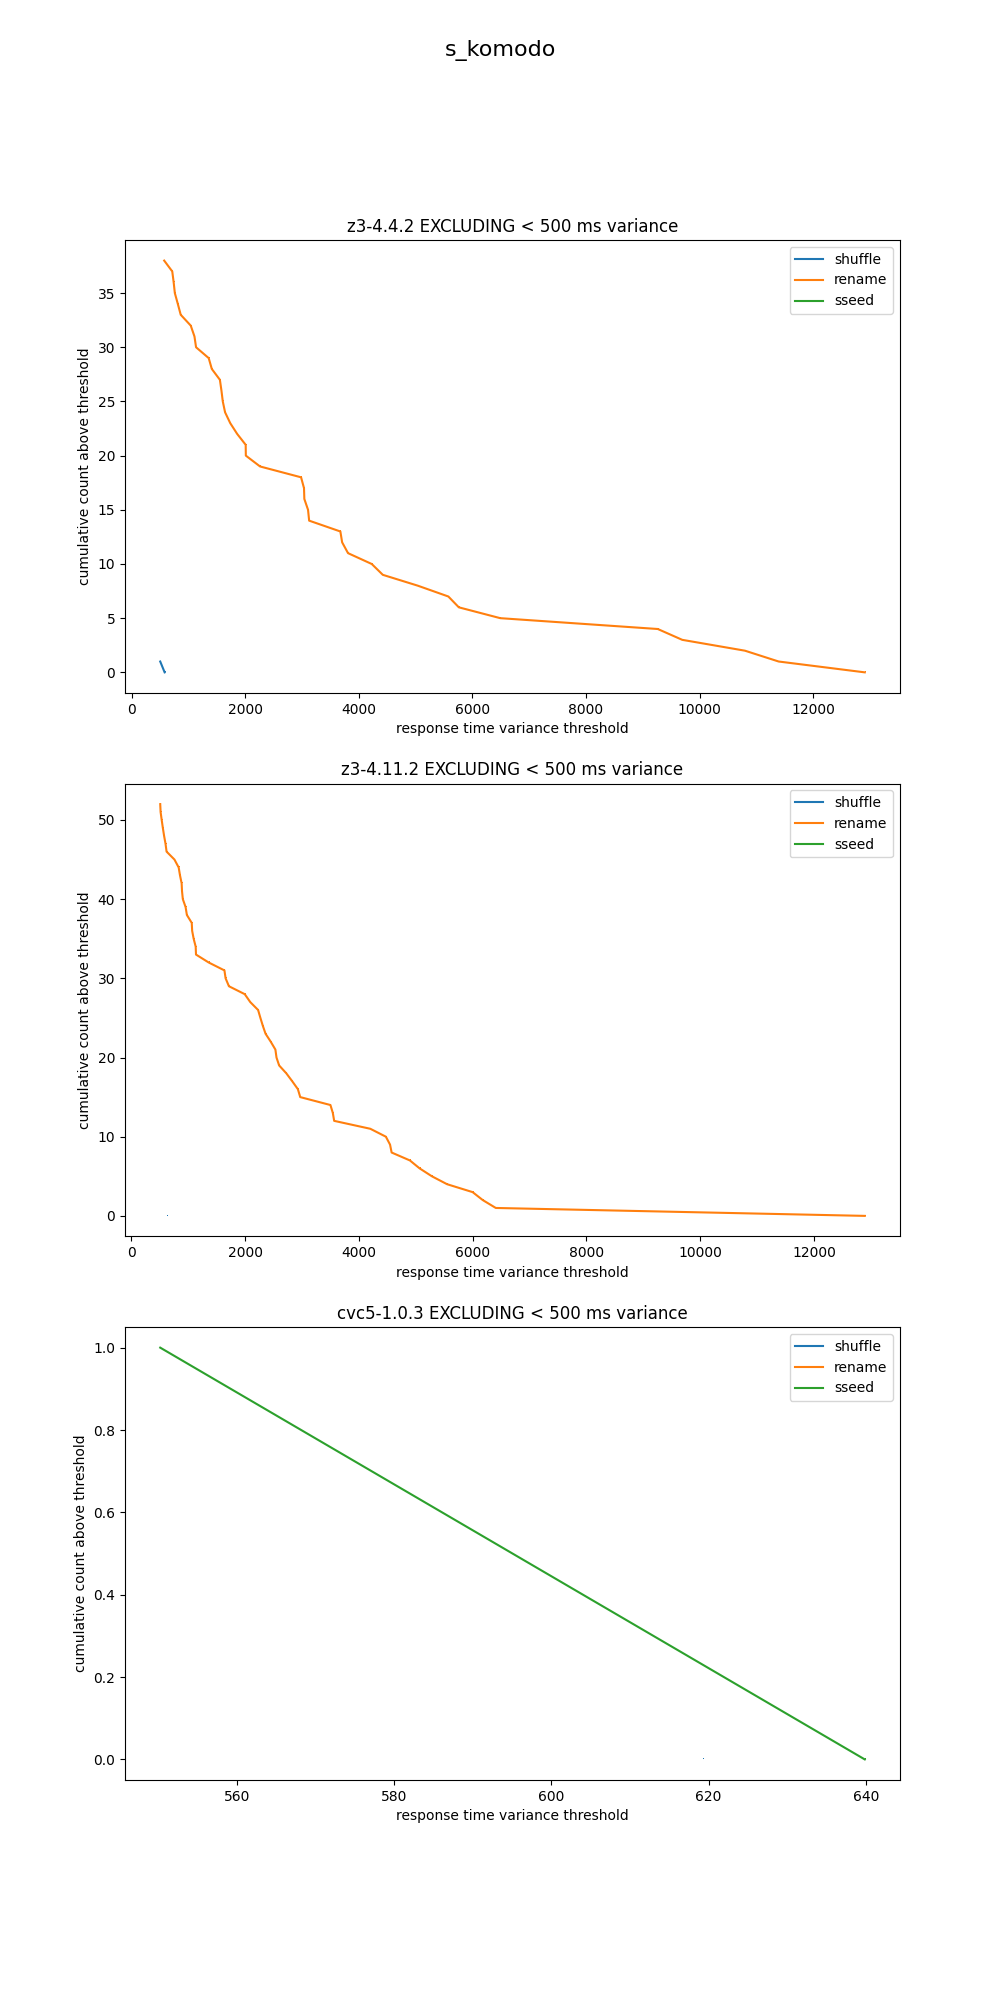 s_komodo
z3-4.4.2 EXCLUDING < 500 ms variance
shuffle
rename
sseed
cumulative count above threshold
35
30
25
20
15
10
5
0
0 2000 4000 6000 8000 10000 12000
response time variance threshold
z3-4.11.2 EXCLUDING < 500 ms variance
shuffle
rename
sseed
cumulative count above threshold
50
40
30
20
10
0
0 2000 4000 6000 8000 10000 12000
response time variance threshold
cvc5-1.0.3 EXCLUDING < 500 ms variance
shuffle
rename
sseed
cumulative count above threshold
1.0
0.8
0.6
0.4
0.2
0.0
560 580 600 620 640
response time variance threshold